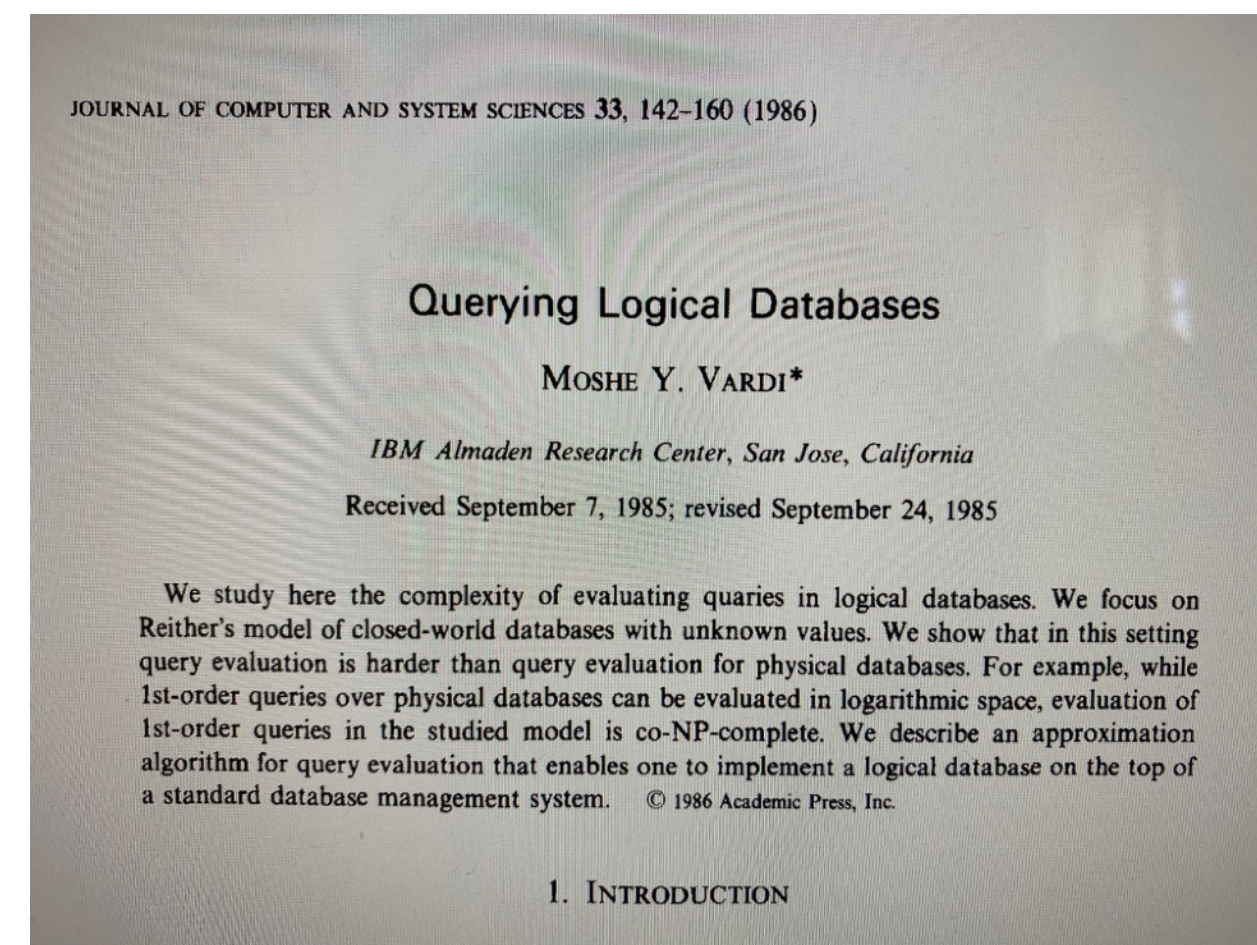 JOURNAL OF COMPUTER AND SYSTEM SCIENCES 33, 142–160 (1986)
Querying Logical Databases
MOSHE Y. VARDI*
IBM Almaden Research Center, San Jose, California
Received September 7, 1985; revised September 24, 1985
We study here the complexity of evaluating quaries in logical databases. We focus on
Reither's model of closed-world databases with unknown values. We show that in this setting
query evaluation is harder than query evaluation for physical databases. For example, while
1st-order queries over physical databases can be evaluated in logarithmic space, evaluation of
1st-order queries in the studied model is co-NP-complete. We describe an approximation
algorithm for query evaluation that enables one to implement a logical database on the top of
a standard database management system. © 1986 Academic Press, Inc.
1. INTRODUCTION